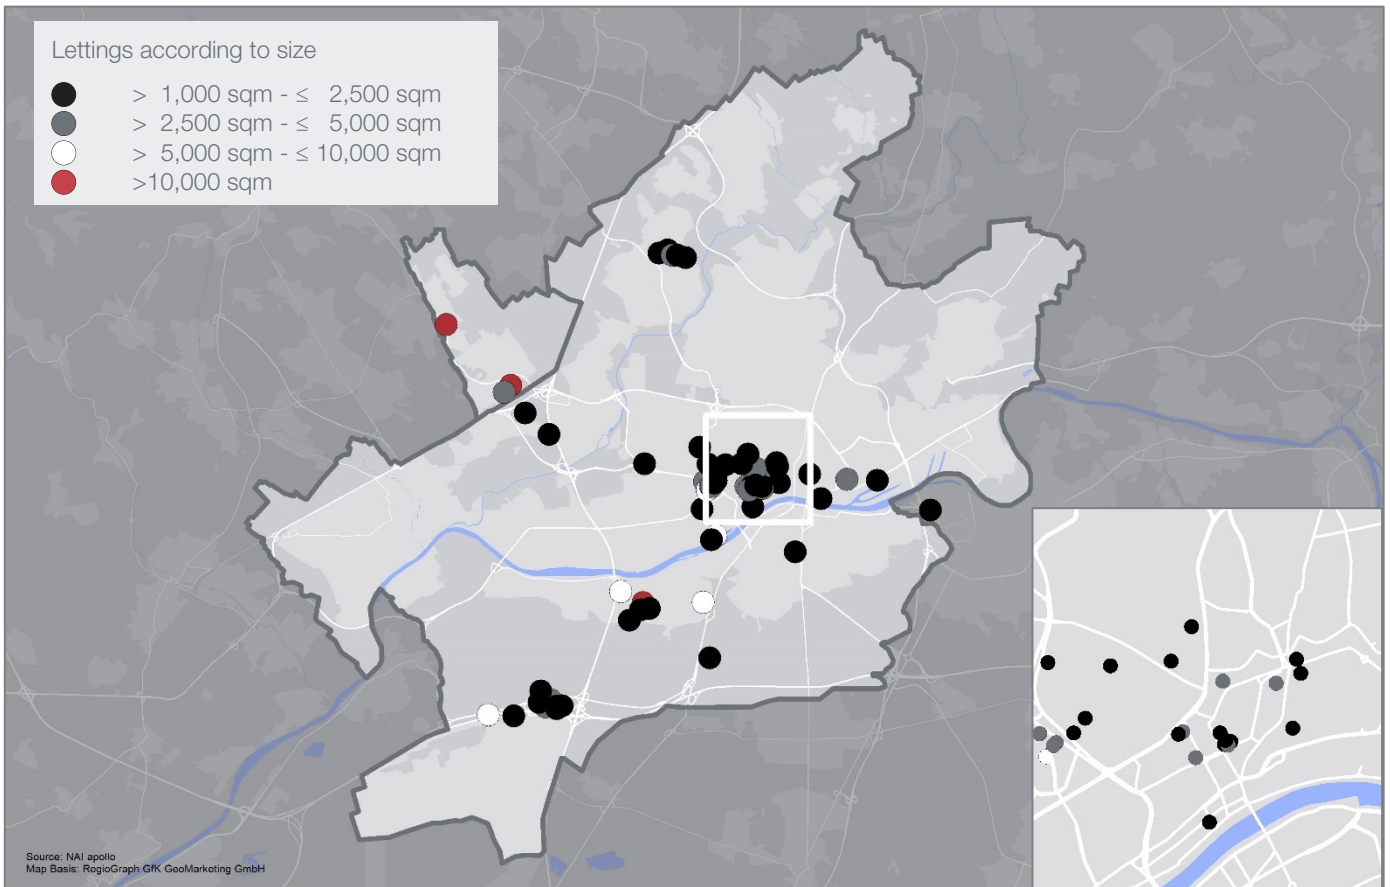 Lettings according to size
> 1,000 sqm - ≤ 2,500 sqm
> 2,500 sqm - ≤ 5,000 sqm
> 5,000 sqm - ≤ 10,000 sqm
>10,000 sqm
Source: NAI apollo
Map Basis: RegioGraph GfK GeoMarketing GmbH